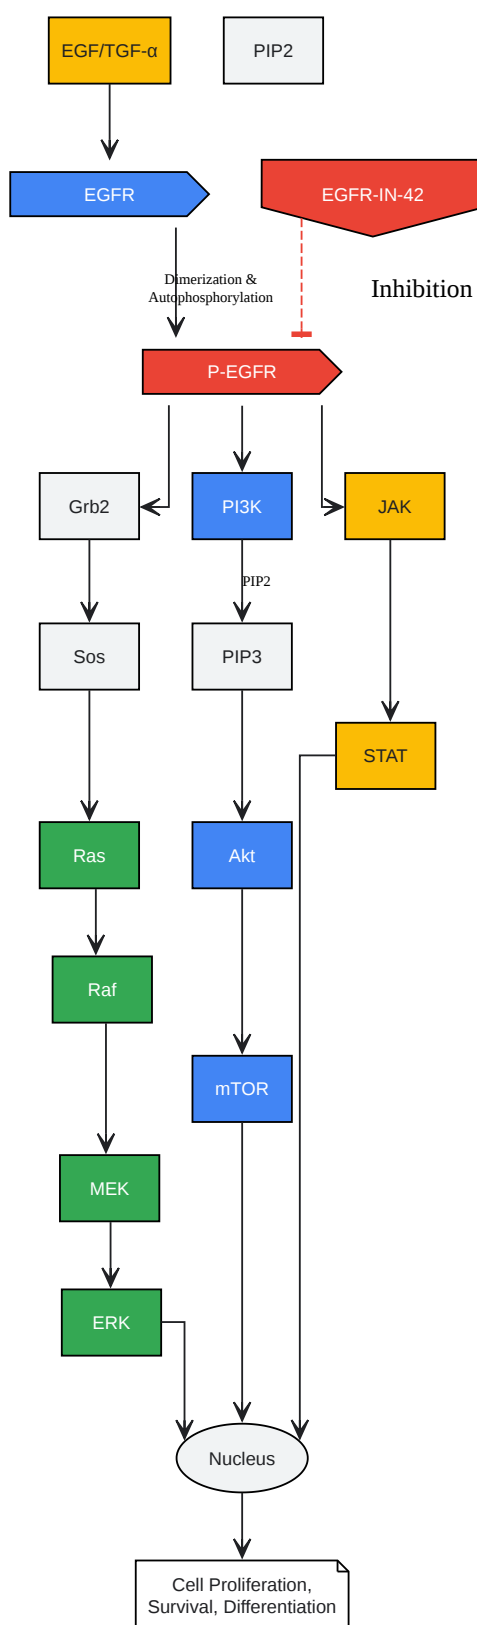 EGF/TGF-α
PIP2
EGFR
EGFR-IN-42
Dimerization &
Autophosphorylation
Inhibition
P-EGFR
Grb2
PI3K
JAK
PIP2
Sos
PIP3
STAT
Ras
Akt
Raf
mTOR
MEK
ERK
Nucleus
Cell Proliferation,
Survival, Differentiation